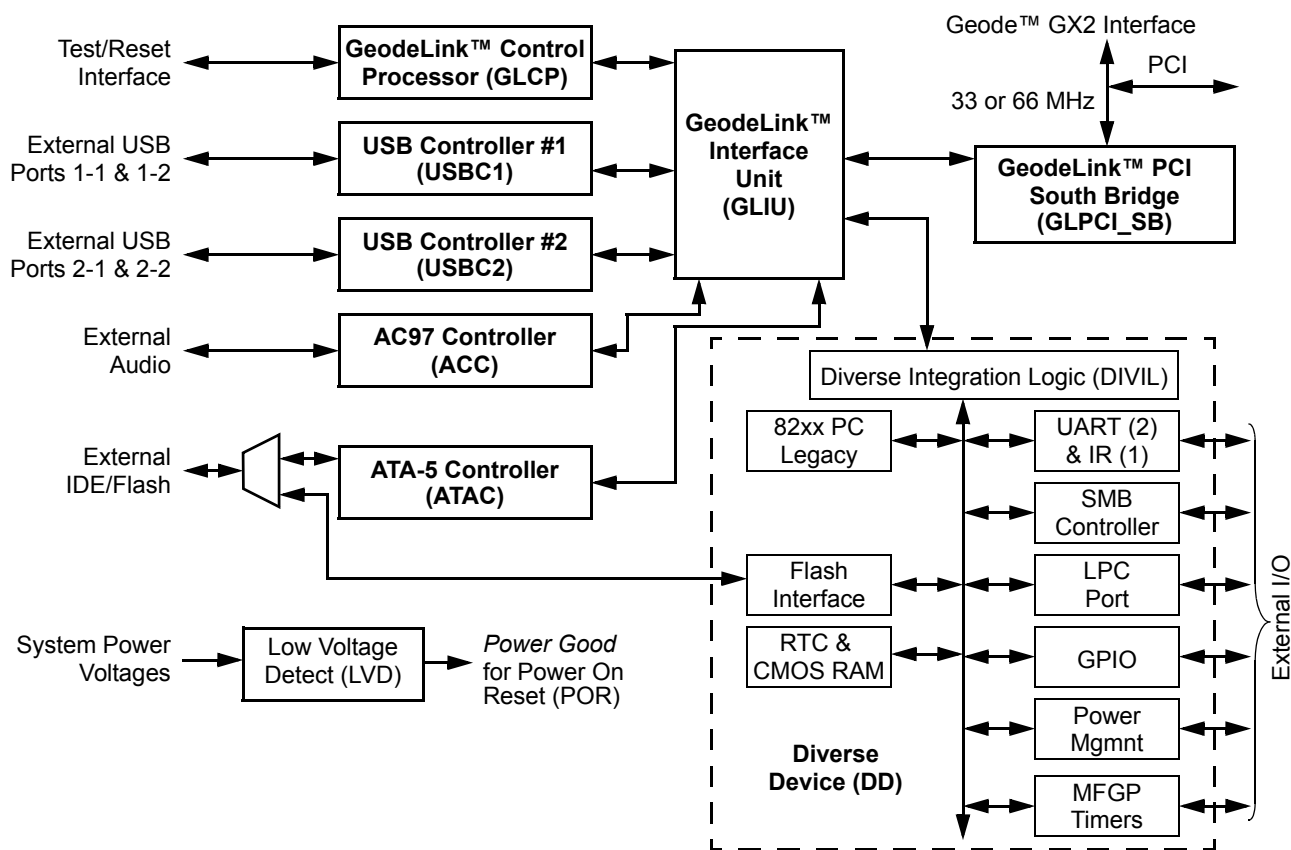 Test/Reset
Interface
GeodeLink™ Control
Processor (GLCP)
External USB
Ports 1-1 & 1-2
USB Controller #1
(USBC1)
External USB
Ports 2-1 & 2-2
USB Controller #2
(USBC2)
External
Audio
AC97 Controller
(ACC)
External
IDE/Flash
ATA-5 Controller
(ATAC)
System Power
Voltages
Low Voltage
Detect (LVD)
Power Good
for Power On
Reset (POR)
GeodeLink™
Interface
Unit
(GLIU)
Geode™ GX2 Interface
PCI
33 or 66 MHz
GeodeLink™ PCI
South Bridge
(GLPCI_SB)
Diverse Integration Logic (DIVIL)
82xx PC
Legacy
UART (2)
& IR (1)
SMB
Controller
Flash
Interface
LPC
Port
RTC &
CMOS RAM
GPIO
Power
Mgmnt
Diverse
Device (DD)
MFGP
Timers
External I/O